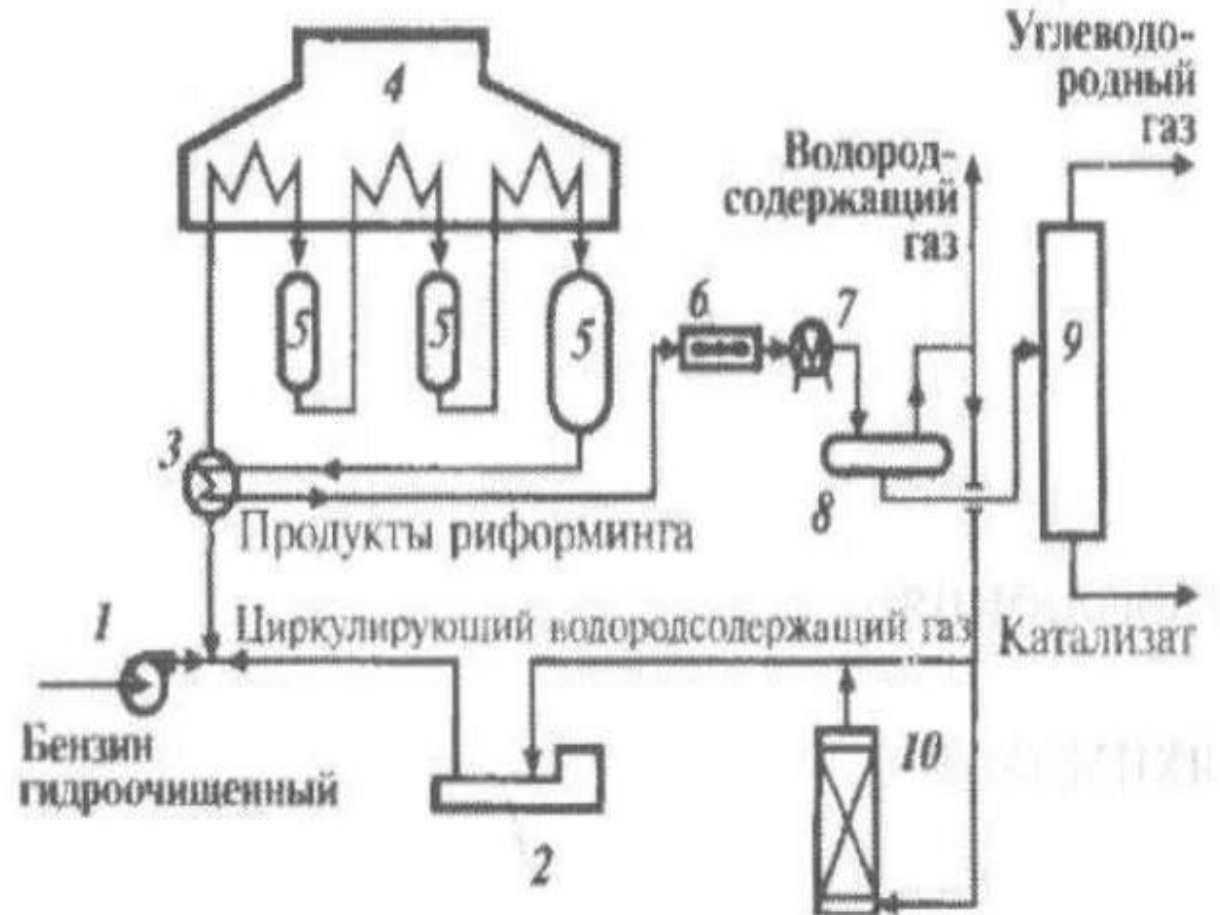 Углеводо-
родный
газ
4
Водород-
содержащий
газ
5
5
5
6
7
9
3
8
Продукты риформинга
1
Циркулирующий водородсодержащий газ
Катализат
Бензин
гидроочищенный
10
2